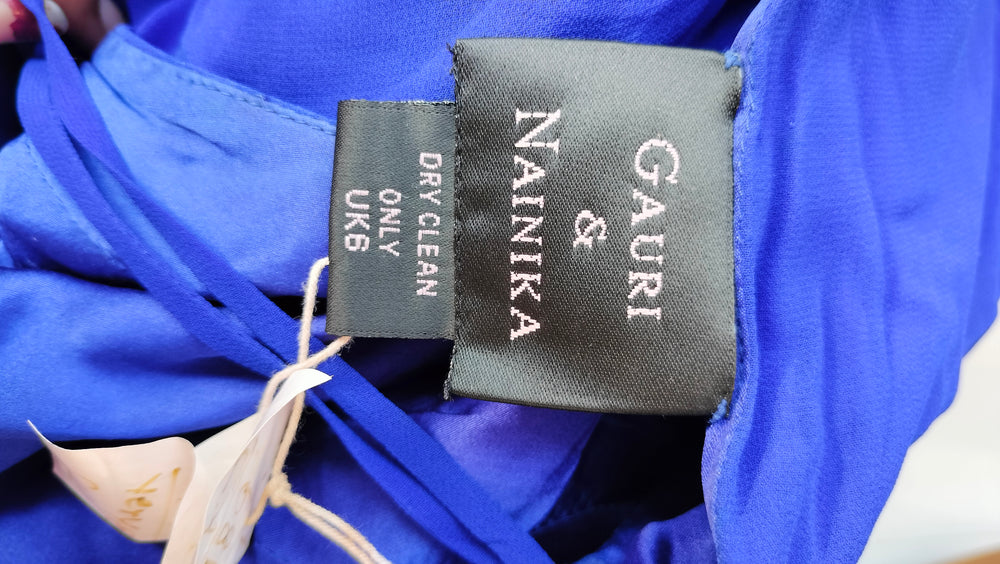 GAURI
&
NAINIKA
DRY CLEAN
ONLY
UK6